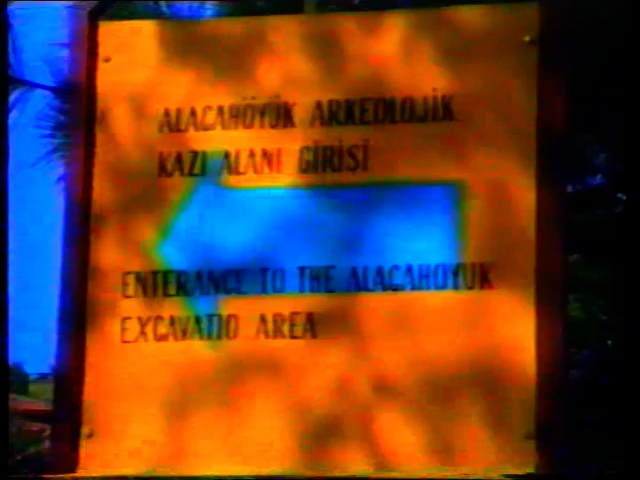 ALACAHÖYÜK ARKEOLOJİK
KAZI ALANI GİRİŞİ
ENTERANCE TO THE ALACAHOYUK
EXCAVATIO AREA